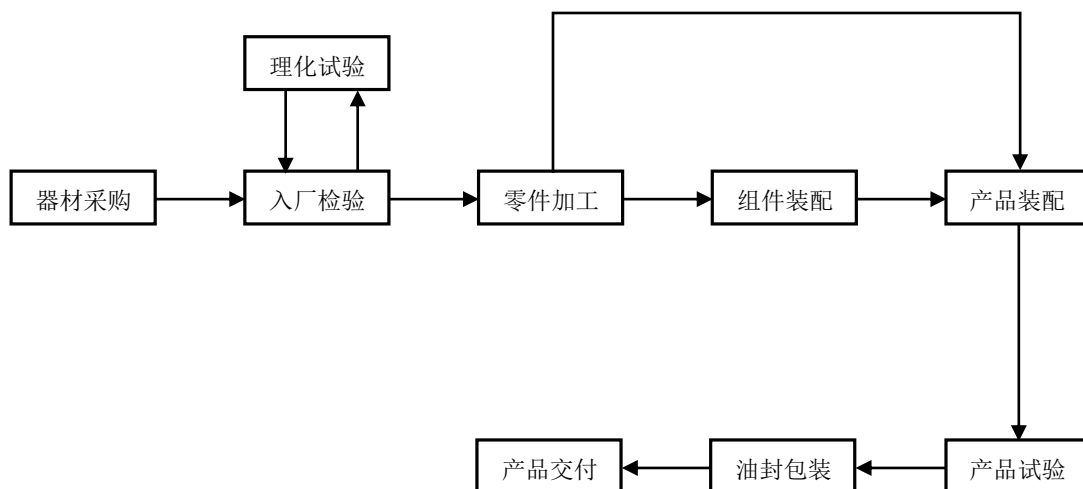 理化试验
器材采购
入厂检验
零件加工
组件装配
产品装配
产品交付
油封包装
产品试验